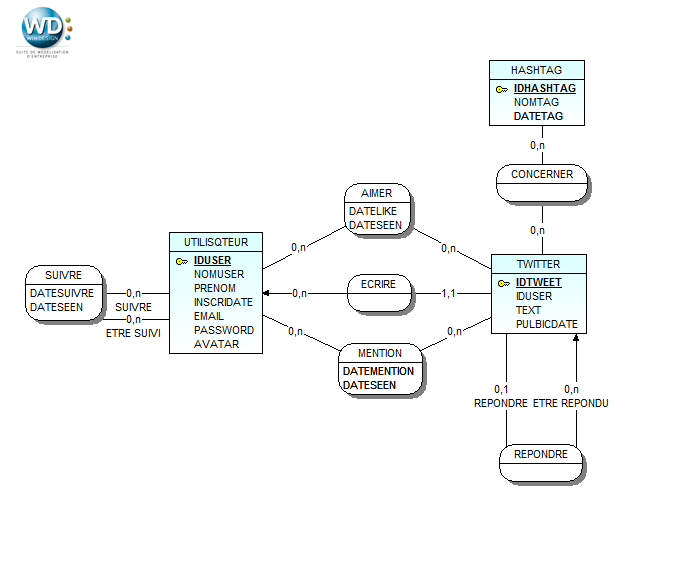 WD
WIN DESIGN
SUITE DE MODELISATION
D'ENTREPRISE
HASHTAG
IDHASHTAG
NOMTAG
DATETAG
0,n
CONCERNER
0,n
AIMER
DATELIKE
DATESEEN
0,n
0,n
UTILISQTEUR
IDUSER
NOMUSER
PRENOM
INSCRIDATE
EMAIL
PASSWORD
AVATAR
SUIVRE
DATESUIVRE
DATESEEN
0,n
SUIVRE
0,n
ETRE SUIVI
0,n
ECRIRE
1,1
TWITTER
IDTWEET
IDUSER
TEXT
PULBICDATE
0,n
0,n
MENTION
DATEMENTION
DATESEEN
0,1
REPONDRE
0,n
ETRE REPONDU
REPONDRE